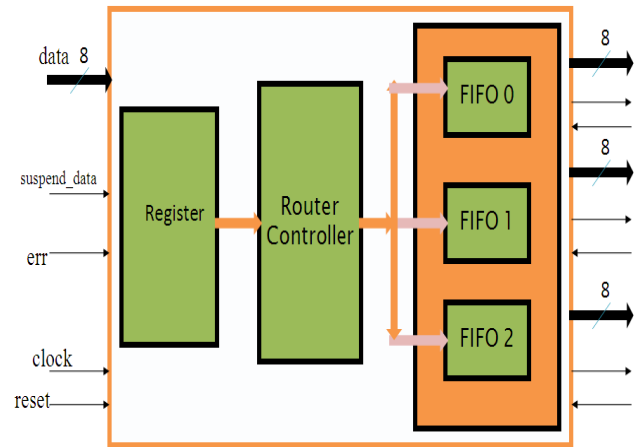 data 8
suspend_data
err
clock
reset
Register
Router
Controller
FIFO 0
FIFO 1
FIFO 2
8
8
8